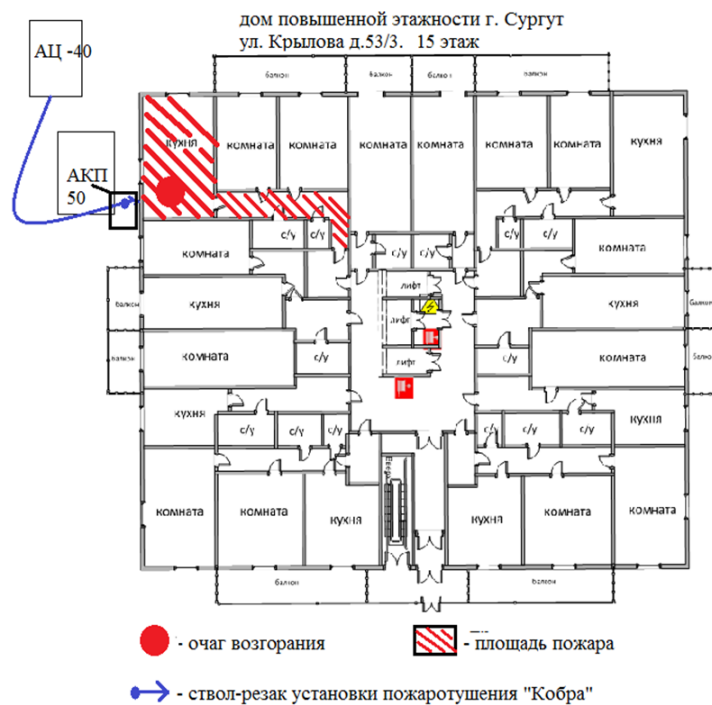 дом повышенной этажности г. Сургут
ул. Крылова д.53/3. 15 этаж
АЦ -40
балкон балкон балкон балкон
кухня комната комната комната комната кухня
АКП
50
с/у с/у с/у с/у
с/у с/у
комната комната
лифт
балкон кухня лифт кухня балкон
балкон комната с/у лифт с/у комната балкон
кухня кухня
с/у с/у с/у с/у с/у с/у
Вверх
комната комната кухня кухня комната комната
балкон балкон
- очаг возгорания - площадь пожара
- ствол-резак установки пожаротушения "Кобра"